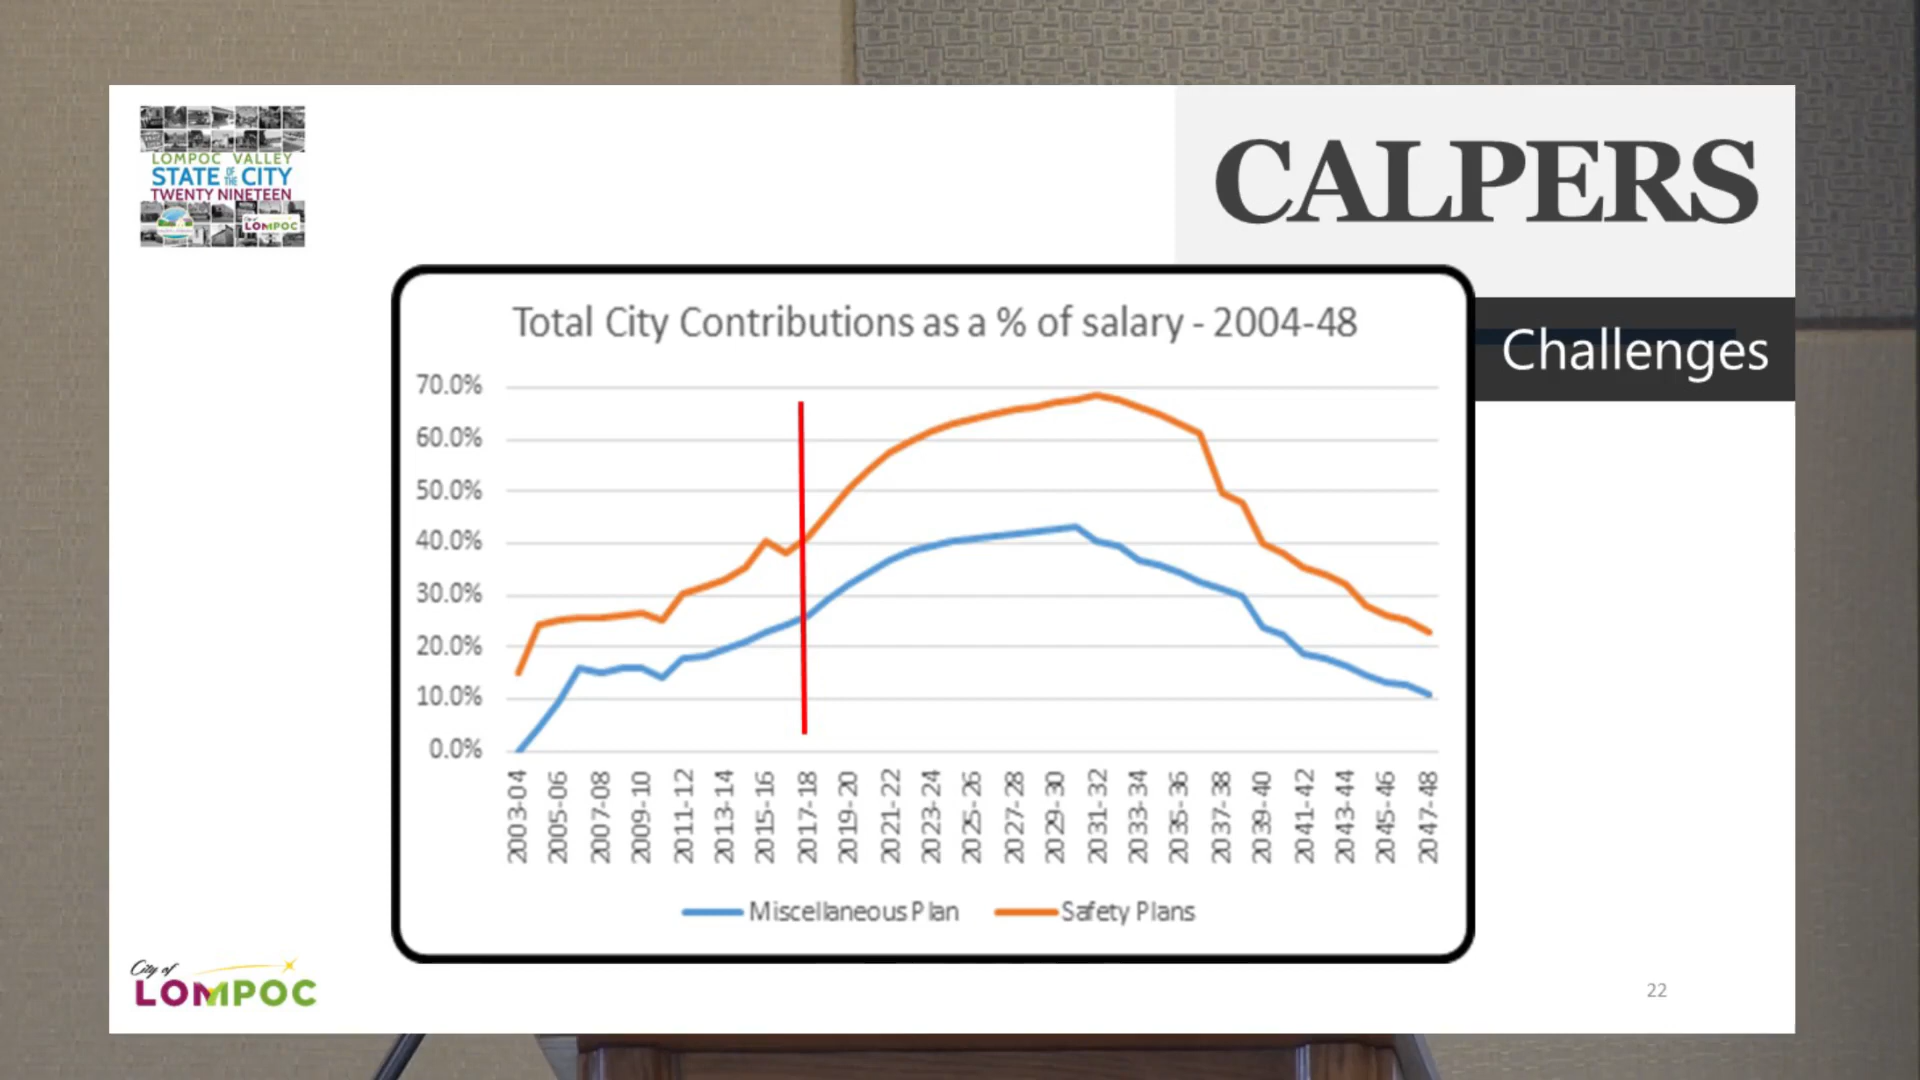 LOMPOC VALLEY
STATE OF THE CITY
TWENTY NINETEEN
LOMPOC
CALPERS
Challenges
Total City Contributions as a % of salary - 2004-48
70.0%
60.0%
50.0%
40.0%
30.0%
20.0%
10.0%
0.0%
2003-04
2005-06
2007-08
2009-10
2011-12
2013-14
2015-16
2017-18
2019-20
2021-22
2023-24
2025-26
2027-28
2029-30
2031-32
2033-34
2035-36
2037-38
2039-40
2041-42
2043-44
2045-46
2047-48
Miscellaneous Plan
Safety Plans
City of
LOMPOC
22